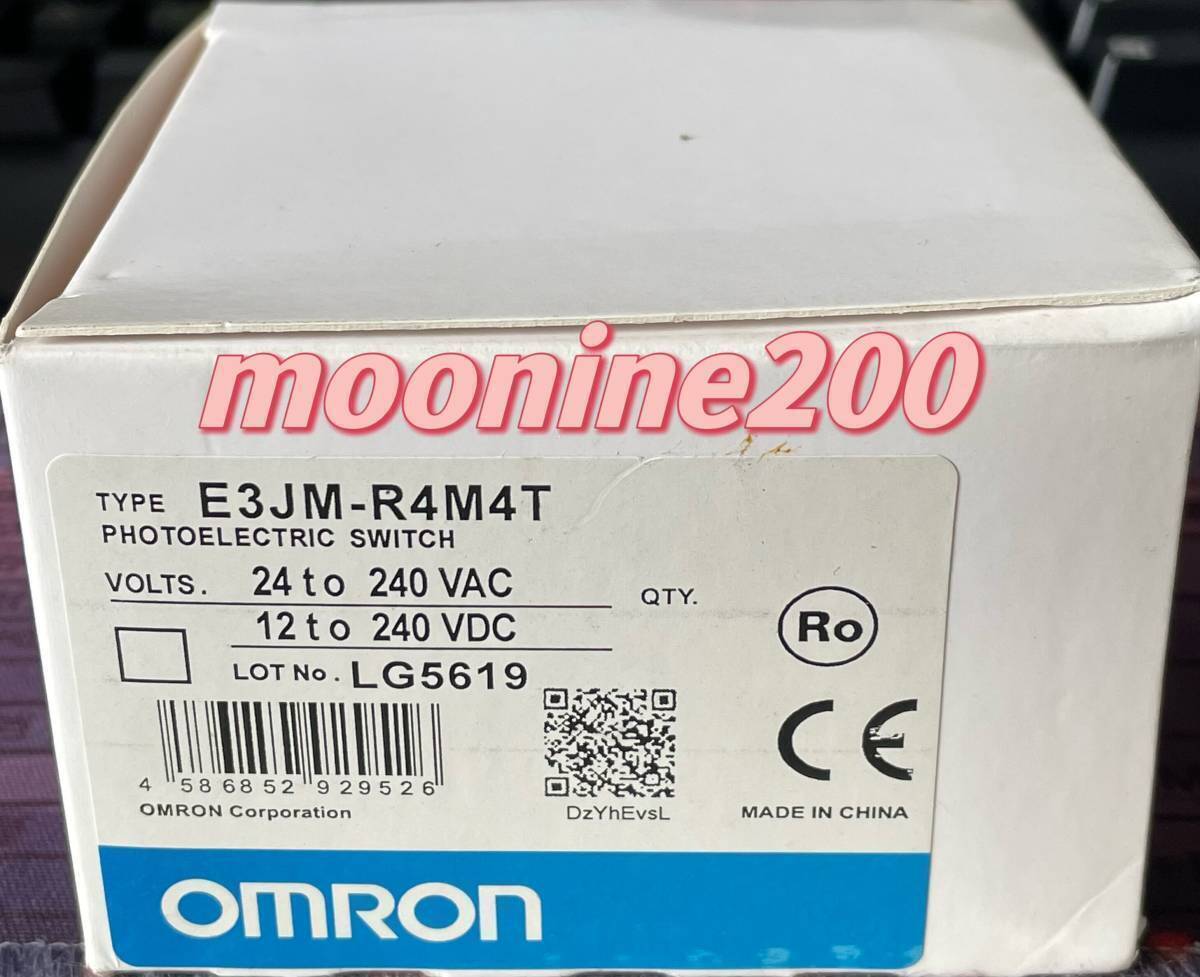 moonine200
TYPE E3JM-R4M4T
PHOTOELECTRIC SWITCH
VOLTS. 24 to 240 VAC
12 to 240 VDC
QTY.
LOT No. LG5619
Ro
CE
4 586852 929526
DzYhEvsL
OMRON Corporation
MADE IN CHINA
OMRON